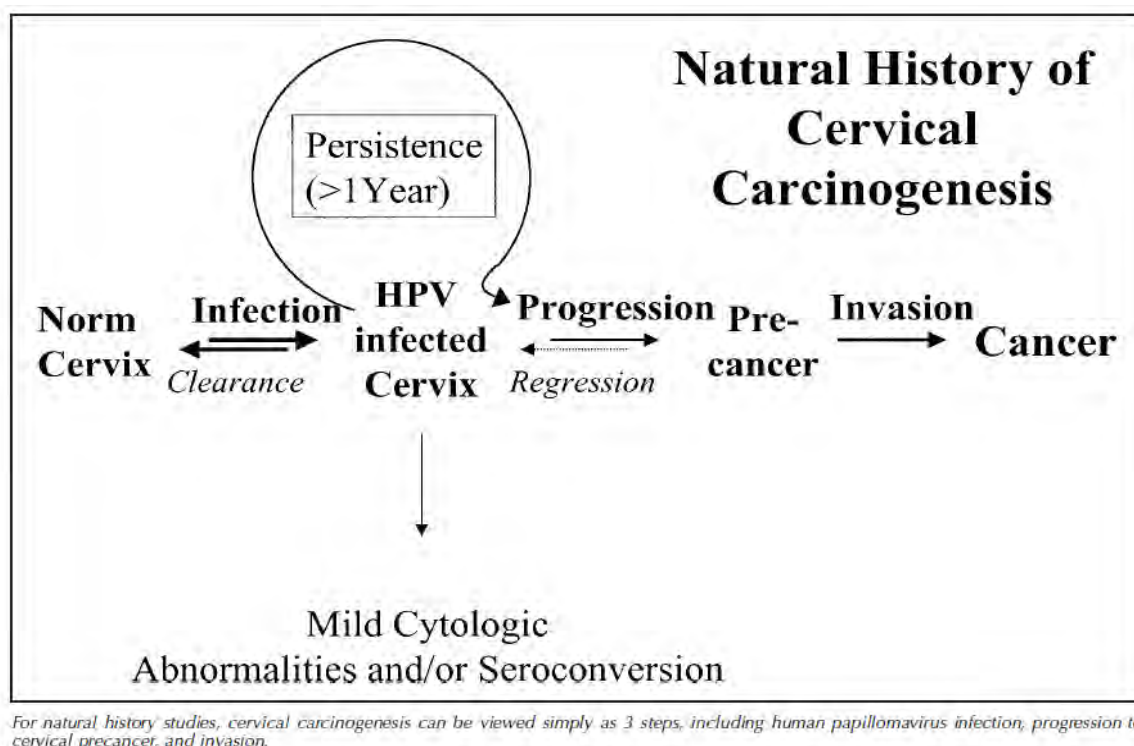 Natural History of
Cervical
Carcinogenesis
Persistence
(>1Year)
Norm
Cervix
Infection
Clearance
HPV
infected
Cervix
Progression
Regression
Pre-
cancer
Invasion
Cancer
Mild Cytologic
Abnormalities and/or Seroconversion
For natural history studies, cervical carcinogenesis can be viewed simply as 3 steps, including human papillomavirus infection, progression to
cervical precancer, and invasion.